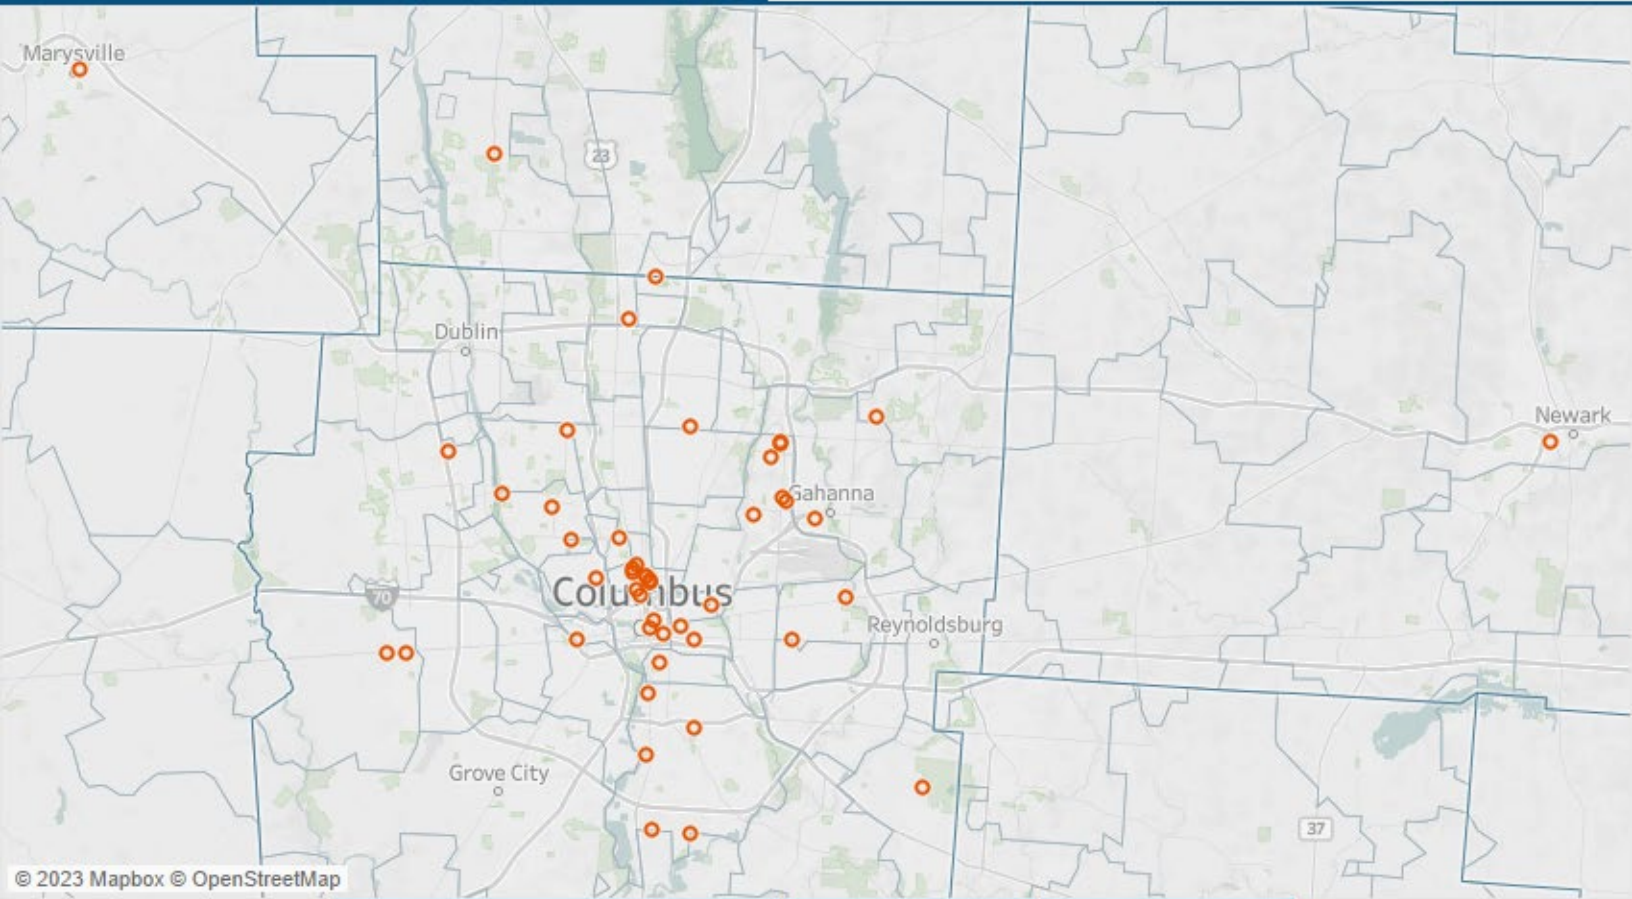 Marysville
23
Dublin
Newark
Gahanna
Columbus
70
Reynoldsburg
Grove City
37
© 2023 Mapbox © OpenStreetMap